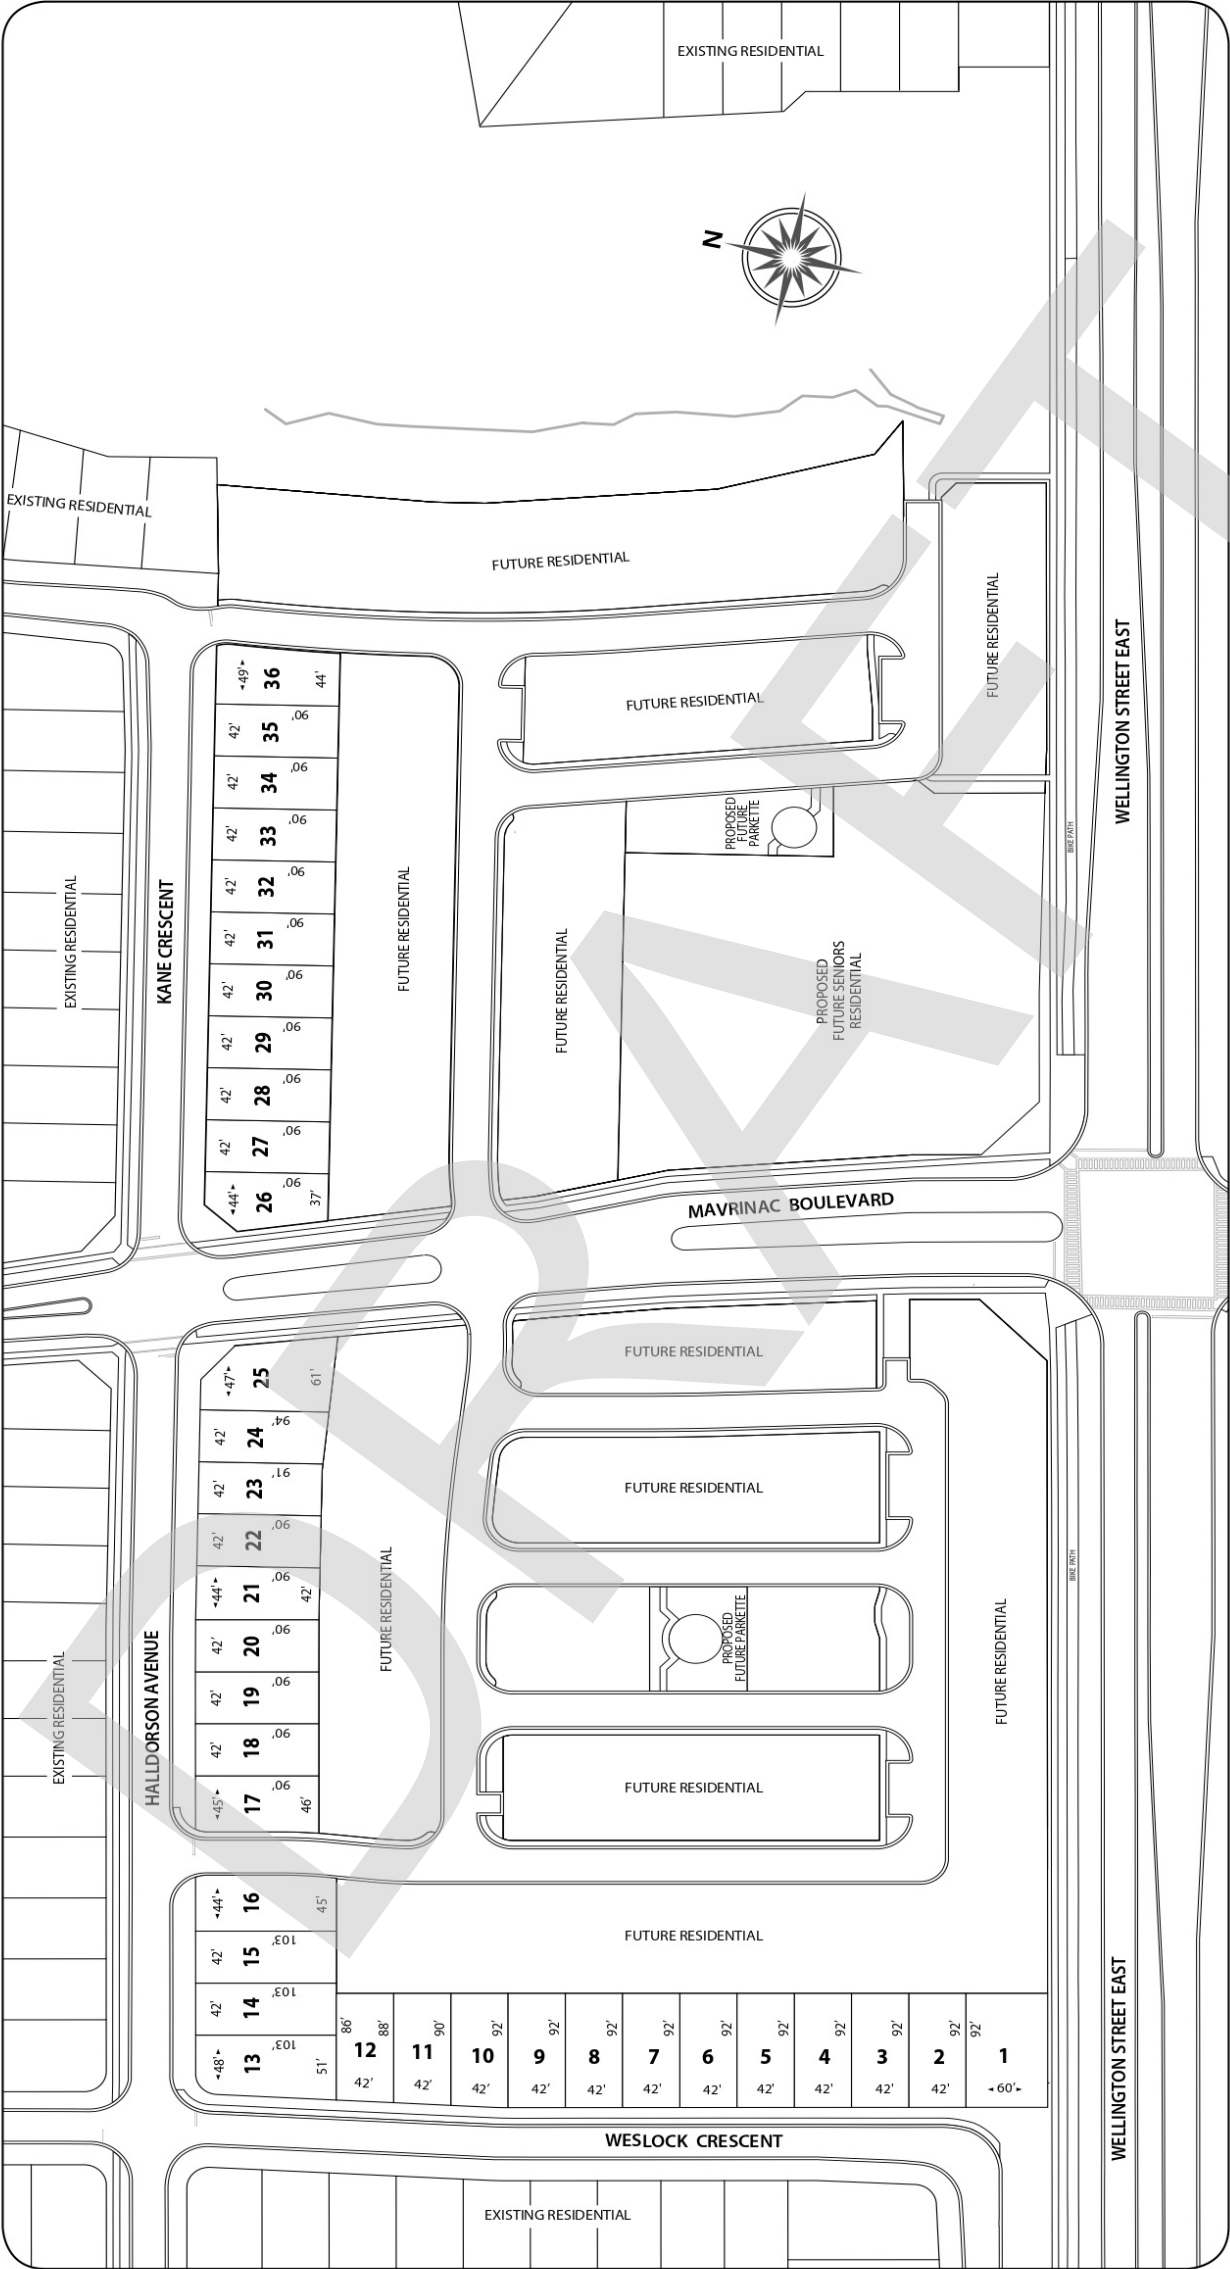 EXISTING RESIDENTIAL
N
EXISTING RESIDENTIAL
FUTURE RESIDENTIAL
FUTURE RESIDENTIAL
WELLINGTON STREET EAST
FUTURE RESIDENTIAL
◂49'▸ 36 44'
42' 35 90'
42' 34 90'
42' 33 90'
42' 32 90'
42' 31 90'
42' 30 90'
42' 29 90'
42' 28 90'
42' 27 90'
◂44'▸ 26 90' 37'
PROPOSED
FUTURE
PARKETTE
BIKE PATH
EXISTING RESIDENTIAL
KANE CRESCENT
FUTURE RESIDENTIAL
FUTURE RESIDENTIAL
PROPOSED
FUTURE SENIORS
RESIDENTIAL
MAVRINAC BOULEVARD
◂47'▸ 25 61'
42' 24 94'
42' 23 91'
42' 22 90'
◂44'▸ 21 90' 42'
42' 20 90'
42' 19 90'
42' 18 90'
◂45'▸ 17 90' 46'
FUTURE RESIDENTIAL
FUTURE RESIDENTIAL
FUTURE RESIDENTIAL
BIKE PATH
PROPOSED
FUTURE PARKETTE
FUTURE RESIDENTIAL
EXISTING RESIDENTIAL
HALLDORSON AVENUE
FUTURE RESIDENTIAL
◂44'▸ 16 45'
42' 15 103'
42' 14 103'
◂48'▸ 13 103' 51'
FUTURE RESIDENTIAL
WELLINGTON STREET EAST
86' 88' 90' 92' 92' 92' 92' 92' 92' 92' 92' 92' 92'
12 11 10 9 8 7 6 5 4 3 2 1
42' 42' 42' 42' 42' 42' 42' 42' 42' 42' 42' ◂60'▸
WESLOCK CRESCENT
EXISTING RESIDENTIAL
DRAFT